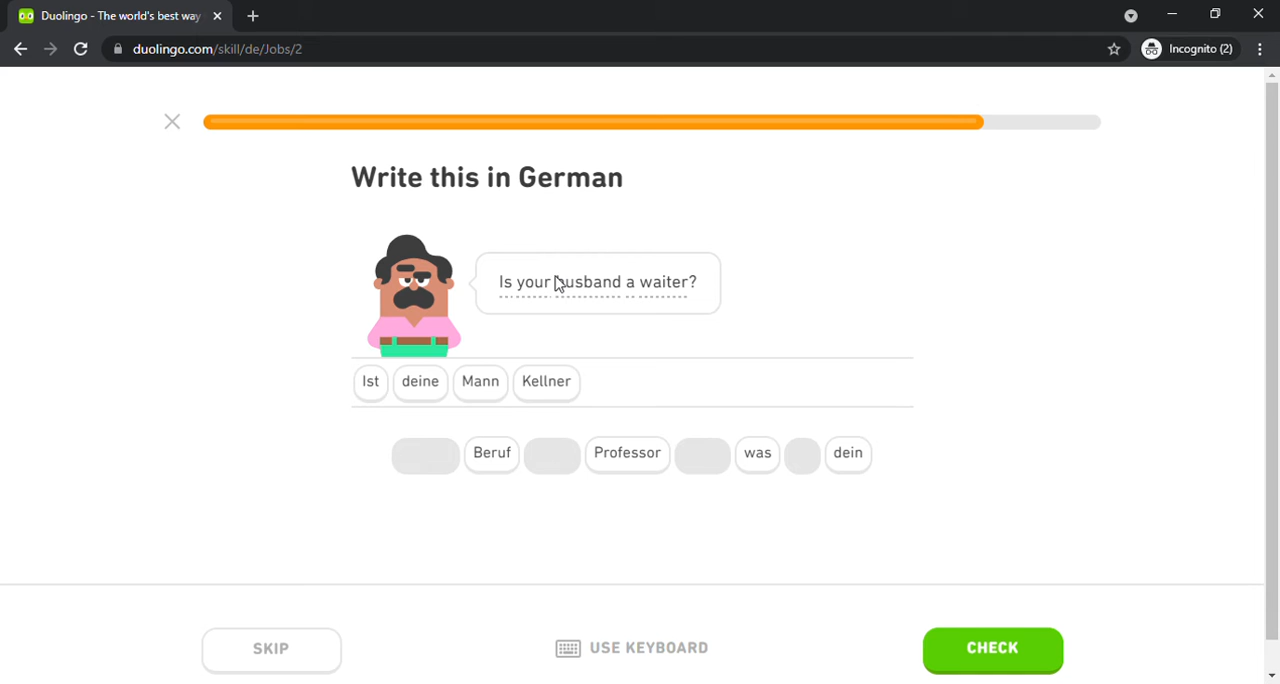 Duolingo - The world's best way
duolingo.com/skill/de/Jobs/2
Incognito (2)
Write this in German
Is your husband a waiter?
Ist deine Mann Kellner
Beruf Professor was dein
SKIP
USE KEYBOARD
CHECK